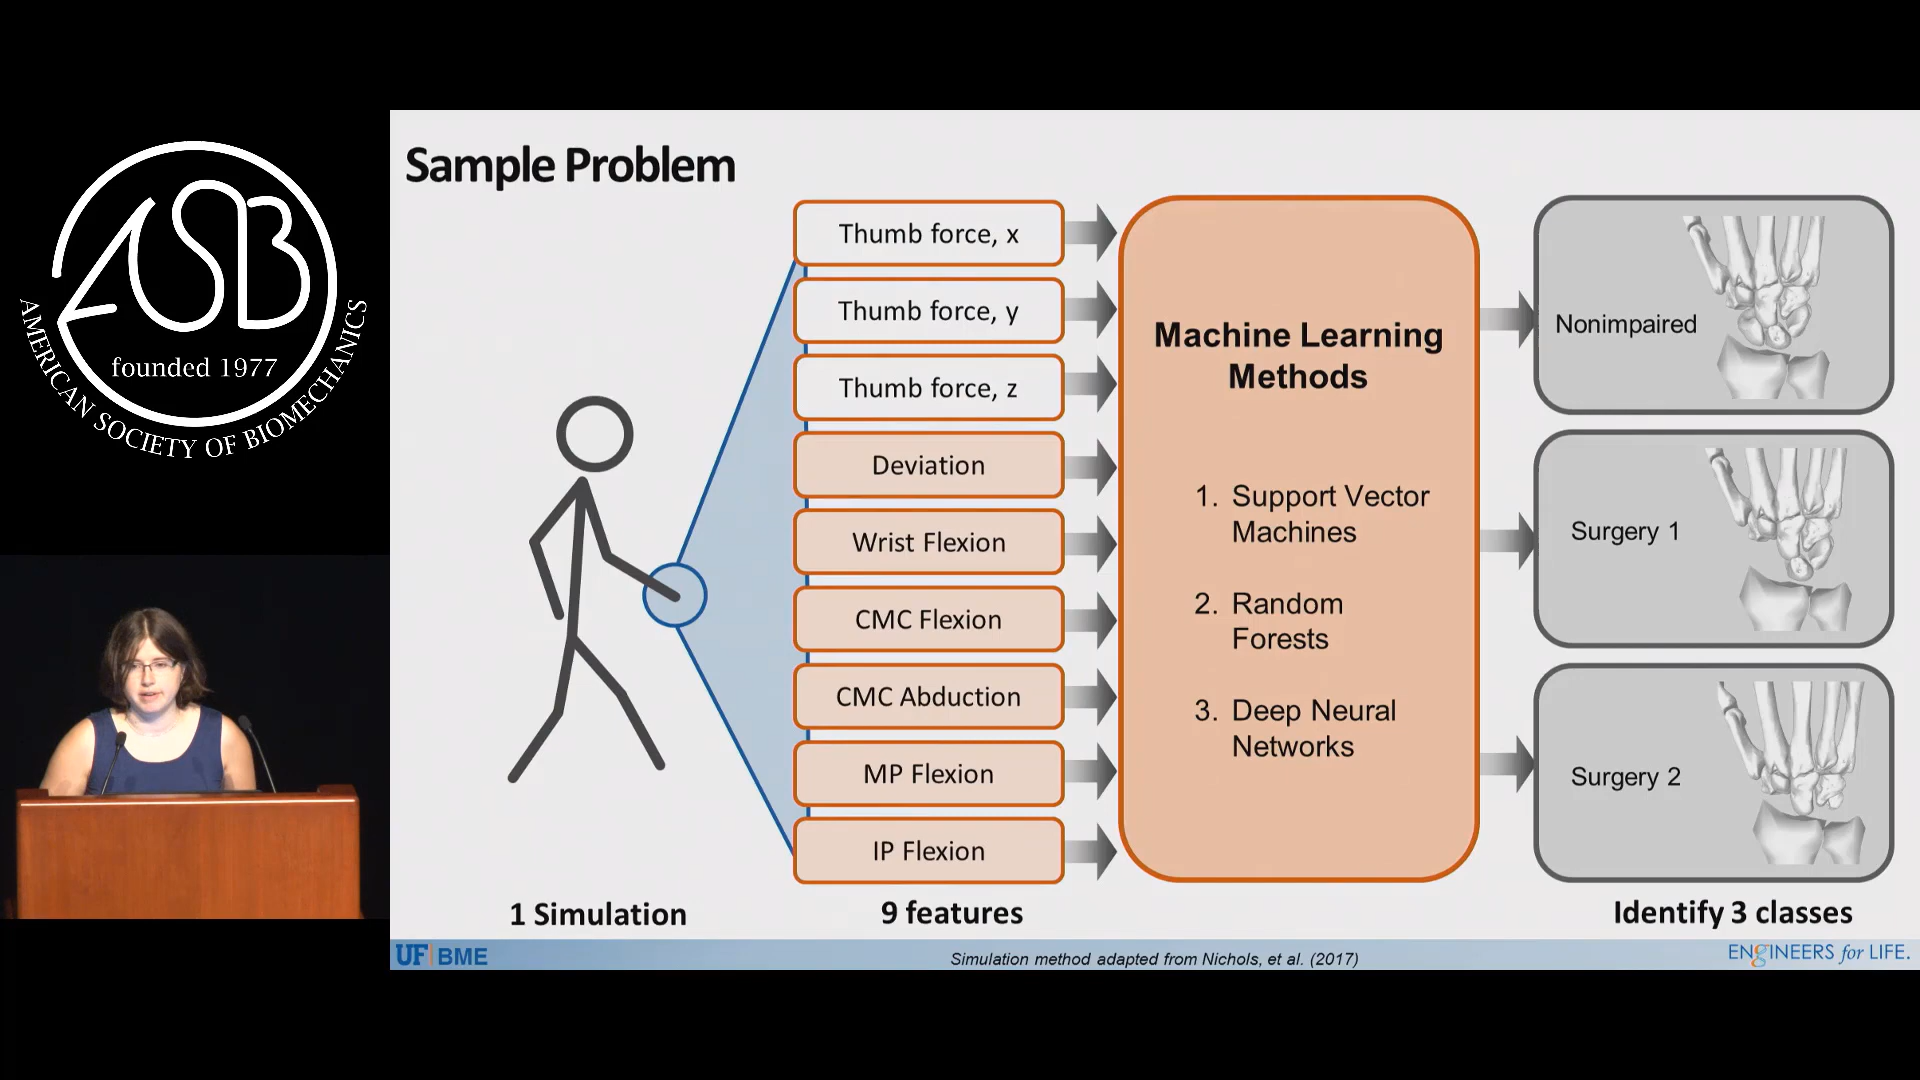 ASB
founded 1977
AMERICAN SOCIETY OF BIOMECHANICS
Sample Problem
Thumb force, x
Thumb force, y
Thumb force, z
Deviation
Wrist Flexion
CMC Flexion
CMC Abduction
MP Flexion
IP Flexion
Machine Learning
Methods
1. Support Vector
Machines
2. Random
Forests
3. Deep Neural
Networks
Nonimpaired
Surgery 1
Surgery 2
1 Simulation
9 features
Identify 3 classes
UF BME
Simulation method adapted from Nichols, et al. (2017)
ENGINEERS for LIFE.